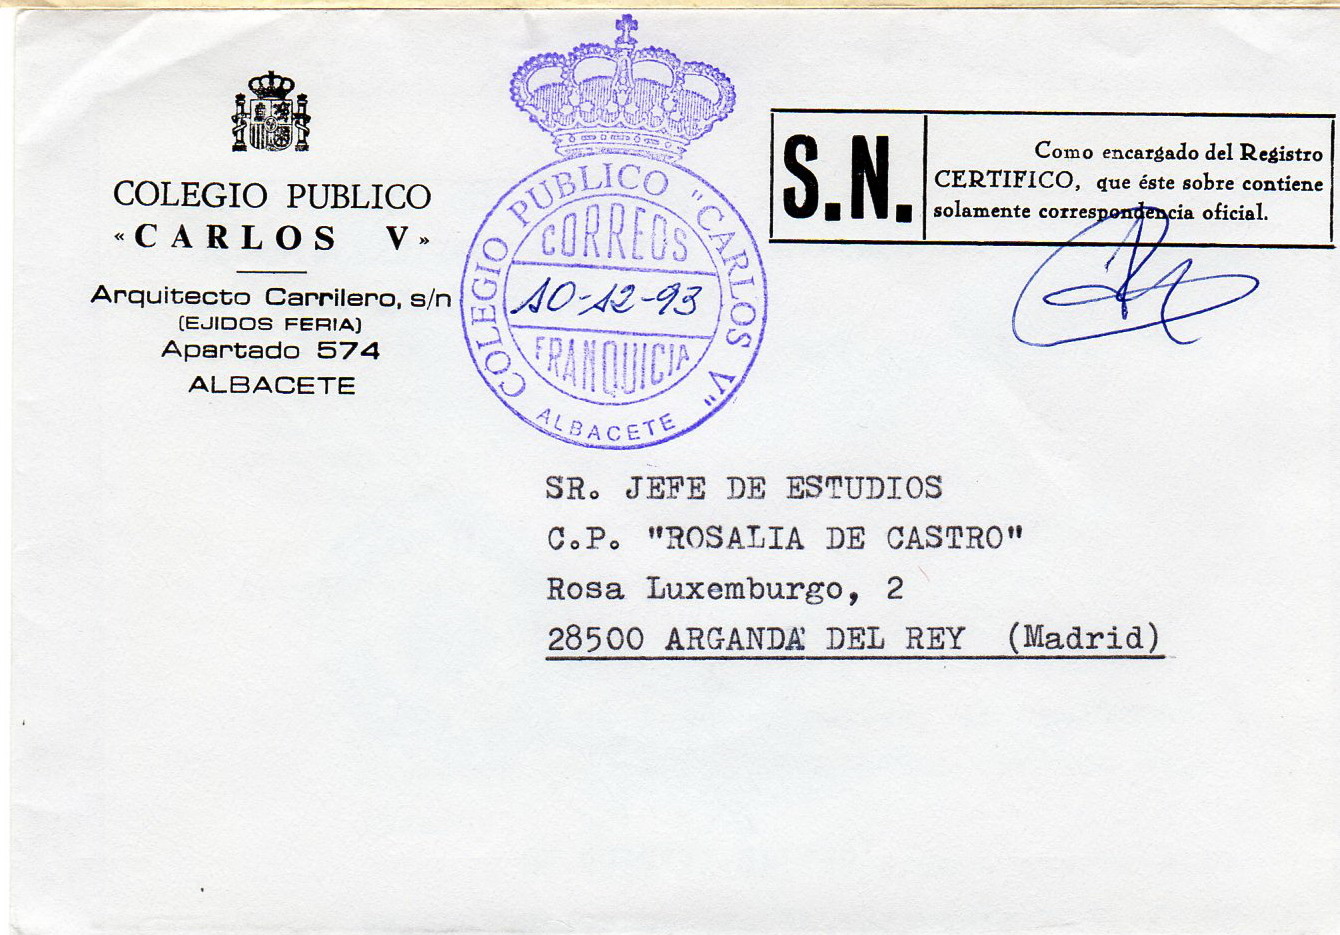 COLEGIO PUBLICO
«CARLOS V»
Arquitecto Carrilero, s/n
(EJIDOS FERIA)
Apartado 574
ALBACETE
COLEGIO PUBLICO "CARLOS V"
CORREOS
10-12-93
FRANQUICIA
ALBACETE
S.N.
Como encargado del Registro
CERTIFICO, que éste sobre contiene
solamente correspondencia oficial.
SR. JEFE DE ESTUDIOS
C.P. "ROSALIA DE CASTRO"
Rosa Luxemburgo, 2
28500 ARGANDA DEL REY (Madrid)